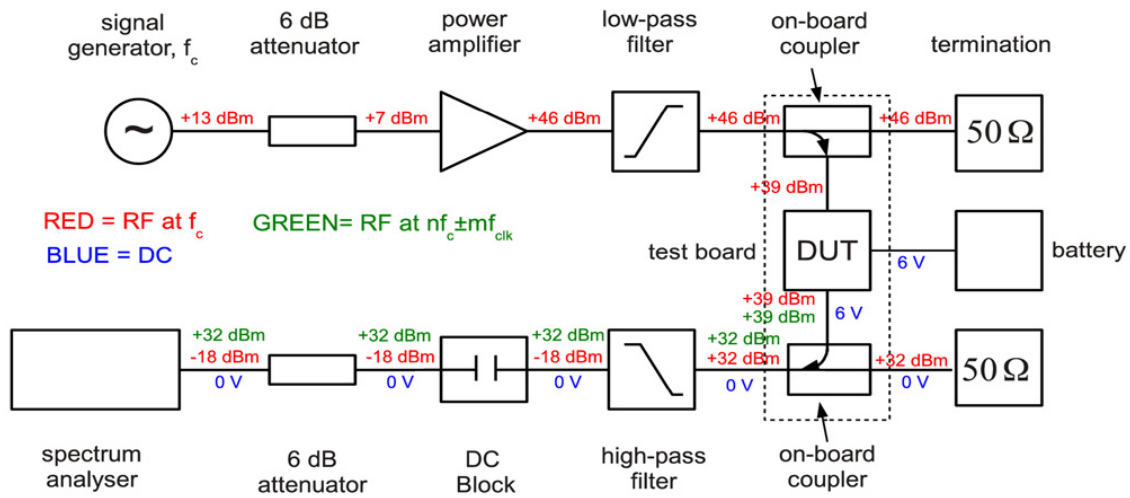 signal
generator, fc
6 dB
attenuator
power
amplifier
low-pass
filter
on-board
coupler
termination
~
+13 dBm
+7 dBm
+46 dBm
+46 dBm
+46 dBm
50 Ω
+39 dBm
RED = RF at fc
GREEN= RF at nfc±mfclk
BLUE = DC
test board
DUT
6 V
battery
+39 dBm
+39 dBm
6 V
+32 dBm
-18 dBm
0 V
+32 dBm
-18 dBm
0 V
+32 dBm
-18 dBm
0 V
+32 dBm
+32 dBm
0 V
+32 dBm
0 V
50 Ω
spectrum
analyser
6 dB
attenuator
DC
Block
high-pass
filter
on-board
coupler